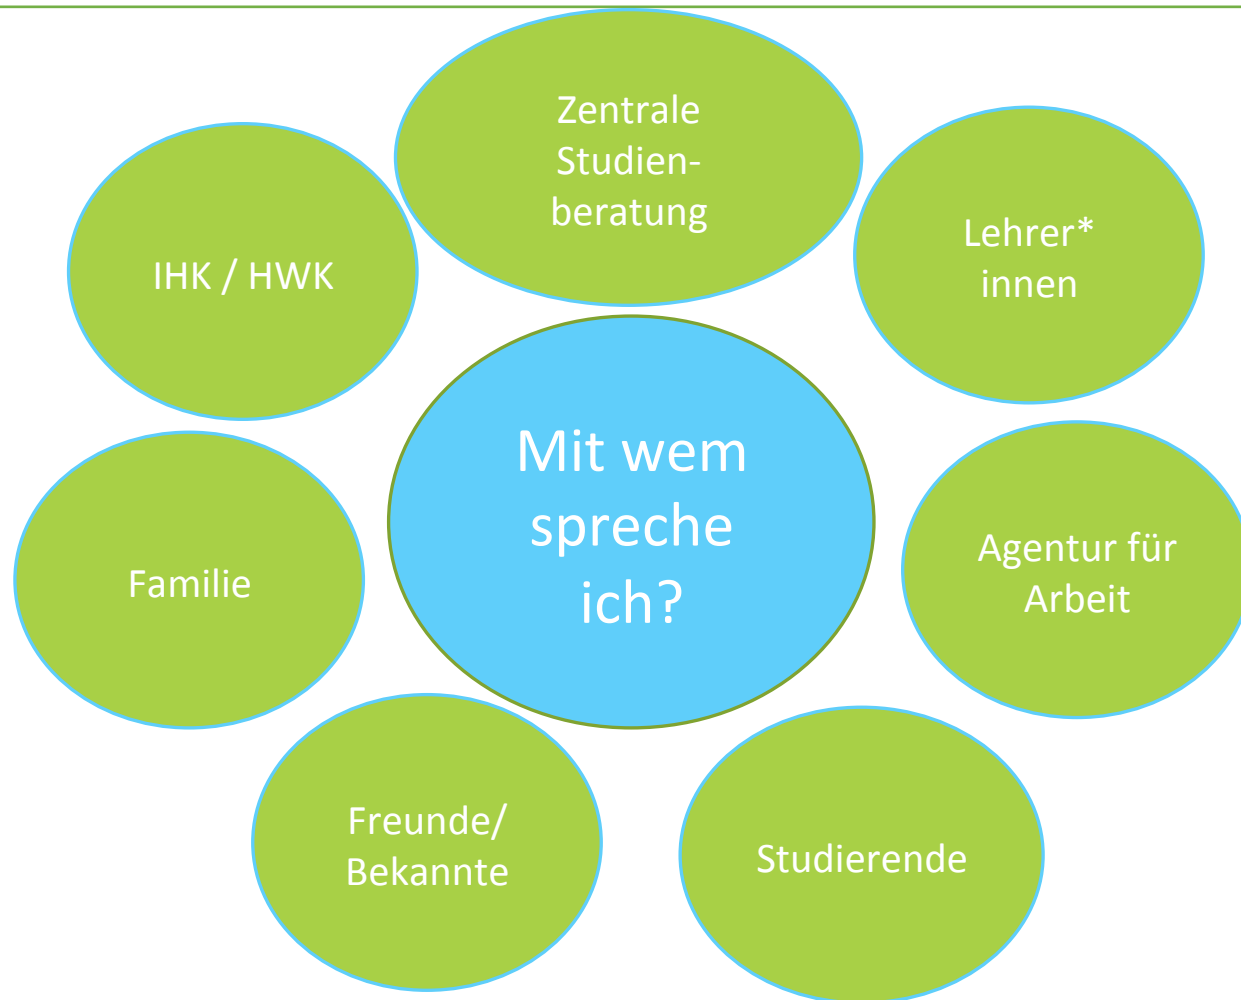 Zentrale
Studien-
beratung
Lehrer*
innen
IHK / HWK
Mit wem
spreche
ich?
Agentur für
Arbeit
Familie
Freunde/
Bekannte
Studierende